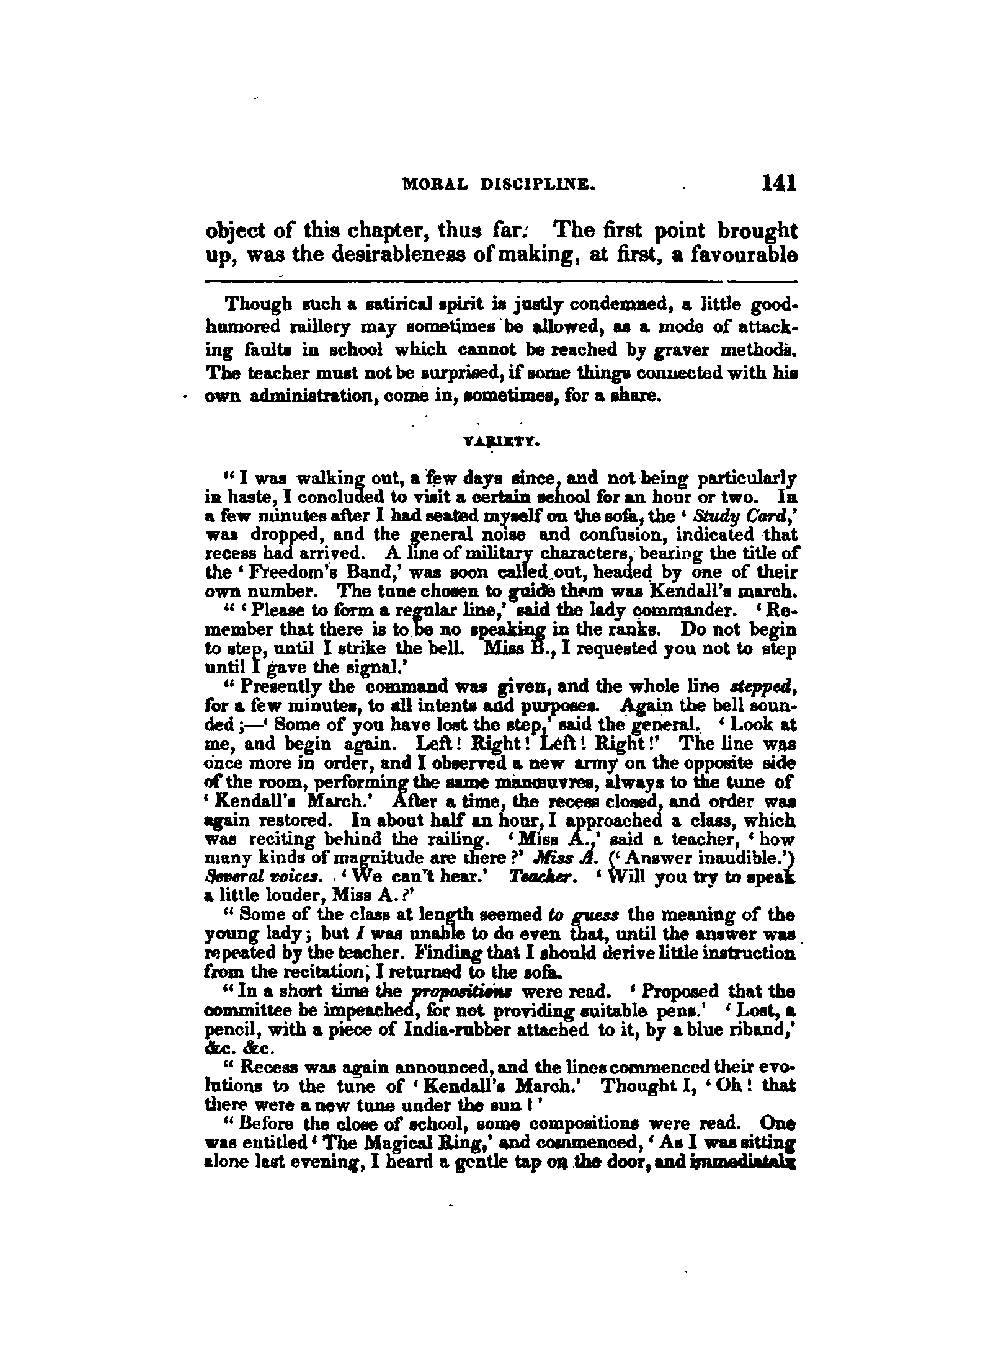 MORAL DISCIPLINE. 141
object of this chapter, thus far. The first point brought
up, was the desirableness of making, at first, a favourable
Though such a satirical spirit is justly condemned, a little good-
humored raillery may sometimes be allowed, as a mode of attack-
ing faults in school which cannot be reached by graver methods.
The teacher must not be surprised, if some things connected with his
own administration, come in, sometimes, for a share.
VARIETY.
“I was walking out, a few days since, and not being particularly
in haste, I concluded to visit a certain school for an hour or two. In
a few minutes after I had seated myself on the sofa, the ‘Study Card,’
was dropped, and the general noise and confusion, indicated that
recess had arrived. A line of military characters, bearing the title of
the ‘Freedom's Band,’ was soon called out, headed by one of their
own number. The tune chosen to guide them was Kendall's march.
“‘Please to form a regular line,’ said the lady commander. ‘Re-
member that there is to be no speaking in the ranks. Do not begin
to step, until I strike the bell. Miss B., I requested you not to step
until I gave the signal.’
“Presently the command was given, and the whole line stepped,
for a few minutes, to all intents and purposes. Again the bell soun-
ded;—‘Some of you have lost the step,’ said the general. ‘Look at
me, and begin again. Left! Right! Left! Right!’ The line was
once more in order, and I observed a new army on the opposite side
of the room, performing the same manœuvres, always to the tune of
‘Kendall's March.’ After a time, the recess closed, and order was
again restored. In about half an hour, I approached a class, which
was reciting behind the railing. ‘Miss A.,’ said a teacher, ‘how
many kinds of magnitude are there?’ Miss A. (‘Answer inaudible.’)
Several voices. ‘We can't hear.’ Teacher. ‘Will you try to speak
a little louder, Miss A.?’
“Some of the class at length seemed to guess the meaning of the
young lady; but I was unable to do even that, until the answer was
repeated by the teacher. Finding that I should derive little instruction
from the recitation, I returned to the sofa.
“In a short time the propositions were read. ‘Proposed that the
committee be impeached, for not providing suitable pens.’ ‘Lost, a
pencil, with a piece of India-rubber attached to it, by a blue riband,’
&c. &c.
“Recess was again announced, and the lines commenced their evo-
lutions to the tune of ‘Kendall's March.’ Thought I, ‘Oh! that
there were a new tune under the sun!’
“Before the close of school, some compositions were read. One
was entitled ‘The Magical Ring,’ and commenced, ‘As I was sitting
alone last evening, I heard a gentle tap on the door, and immediately